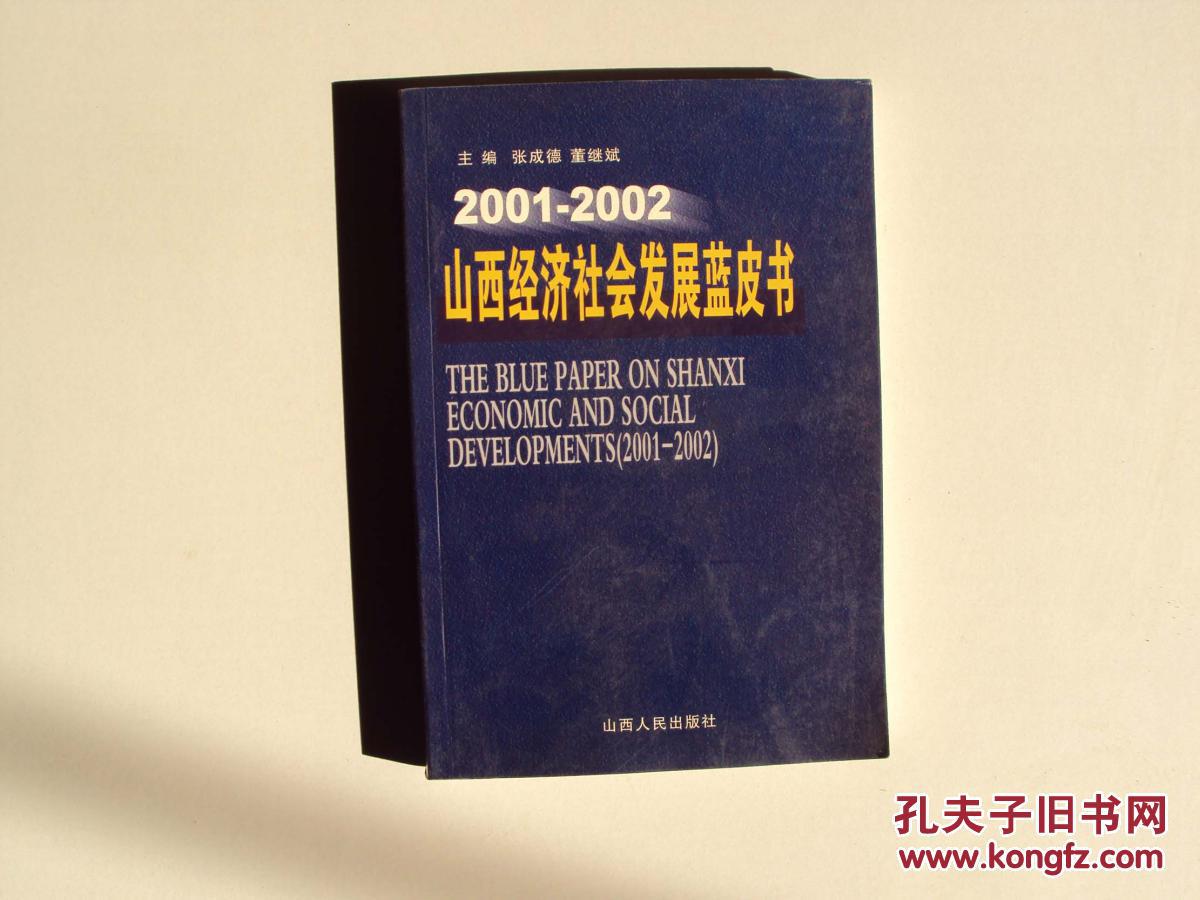 主编 张成德 董继斌
2001-2002
山西经济社会发展蓝皮书
THE BLUE PAPER ON SHANXI
ECONOMIC AND SOCIAL
DEVELOPMENTS(2001-2002)
山西人民出版社
孔夫子旧书网
www.kongfz.com